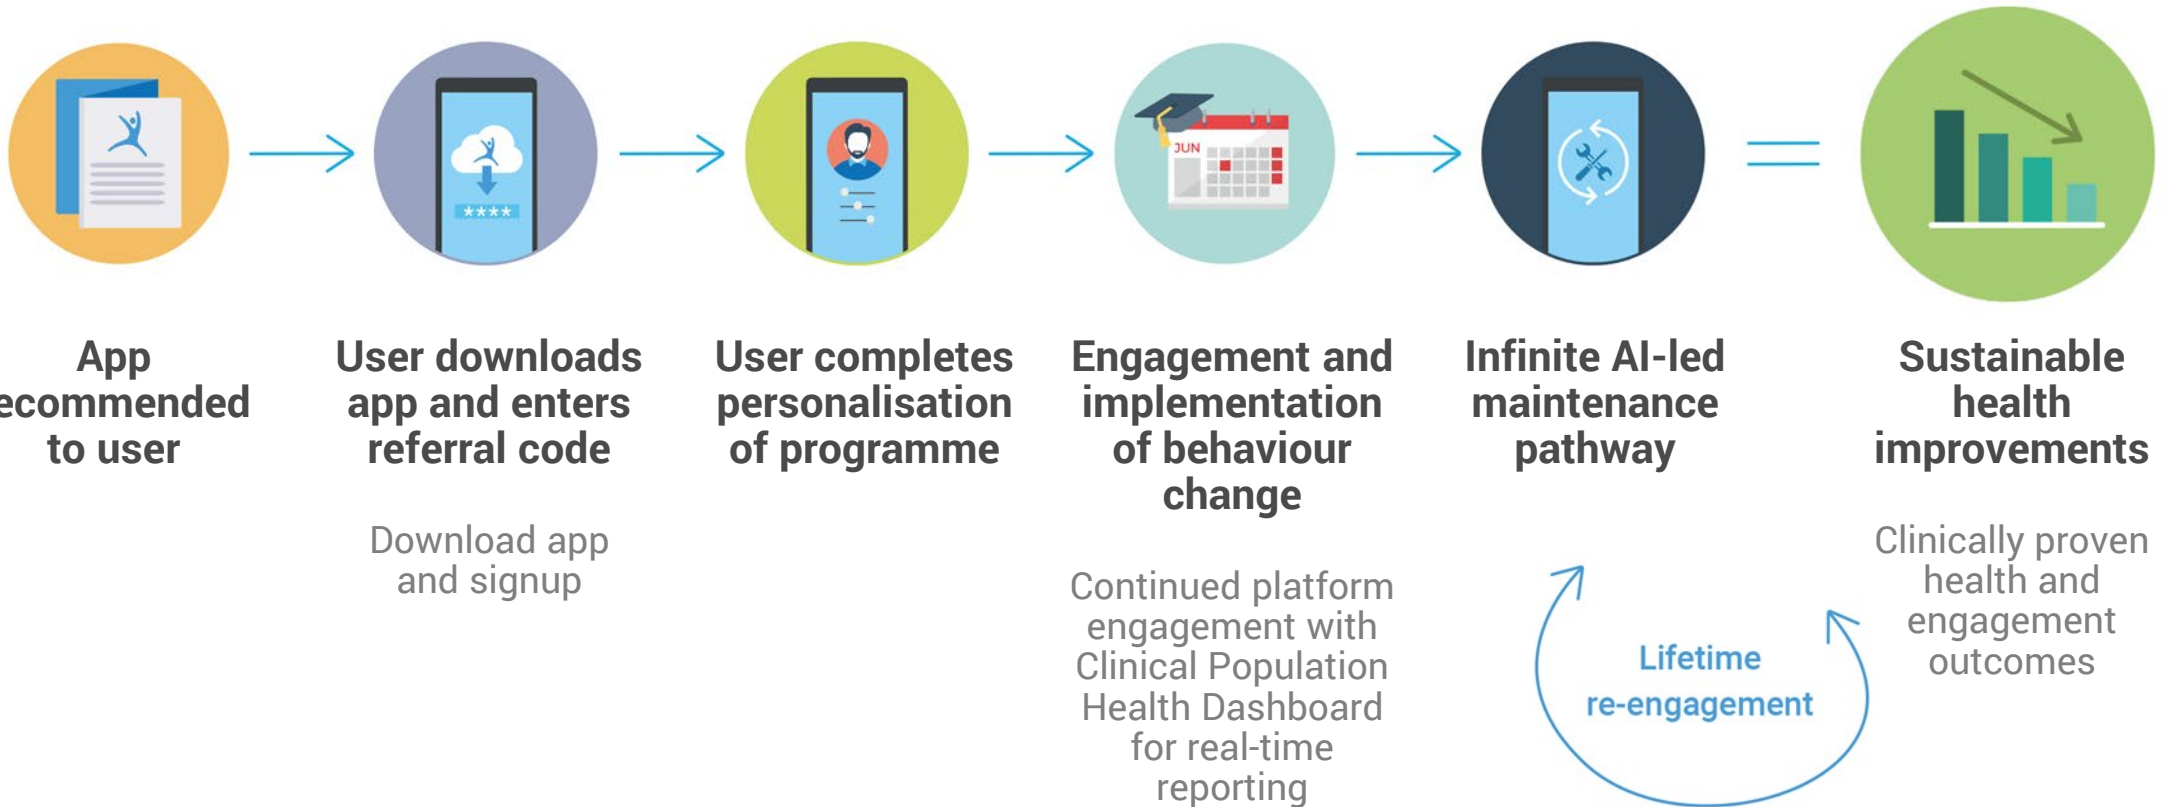 JUN
****
App
ecommended
to user
User downloads
app and enters
referral code
Download app
and signup
User completes
personalisation
of programme
Engagement and
implementation
of behaviour
change
Continued platform
engagement with
Clinical Population
Health Dashboard
for real-time
reporting
Infinite AI-led
maintenance
pathway
Lifetime
re-engagement
Sustainable
health
improvements
Clinically proven
health and
engagement
outcomes